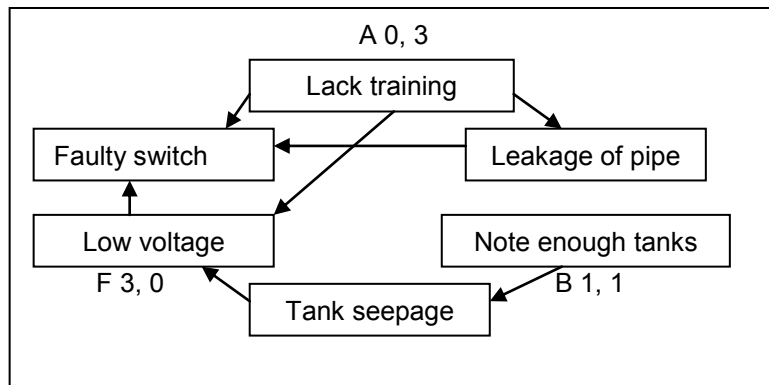 A 0, 3
Lack training
Faulty switch
Leakage of pipe
Low voltage
Note enough tanks
F 3, 0
B 1, 1
Tank seepage